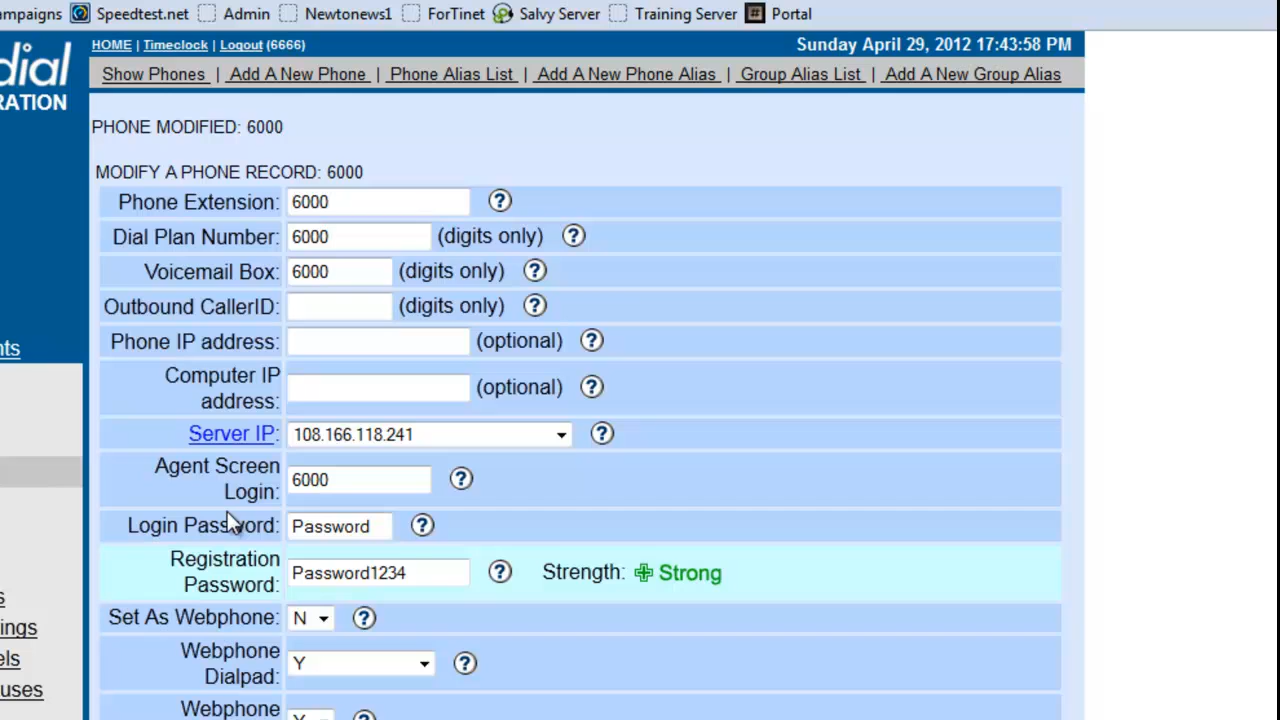 mpaigns Speedtest.net Admin Newtonews1 ForTinet Salvy Server Training Server Portal
HOME | Timeclock | Logout (6666) Sunday April 29, 2012 17:43:58 PM
dial
RATION
Show Phones | Add A New Phone | Phone Alias List | Add A New Phone Alias | Group Alias List | Add A New Group Alias
PHONE MODIFIED: 6000
MODIFY A PHONE RECORD: 6000
Phone Extension: 6000 ?
Dial Plan Number: 6000 (digits only) ?
Voicemail Box: 6000 (digits only) ?
Outbound CallerID: (digits only) ?
Phone IP address: (optional) ?
nts
Computer IP
address: (optional) ?
Server IP: 108.166.118.241 ?
Agent Screen
Login: 6000 ?
Login Password: Password ?
Registration
Password: Password1234 ? Strength: Strong
s
Set As Webphone: N ?
ings
Webphone
Dialpad: Y ?
els
uses
Webphone
Y ?